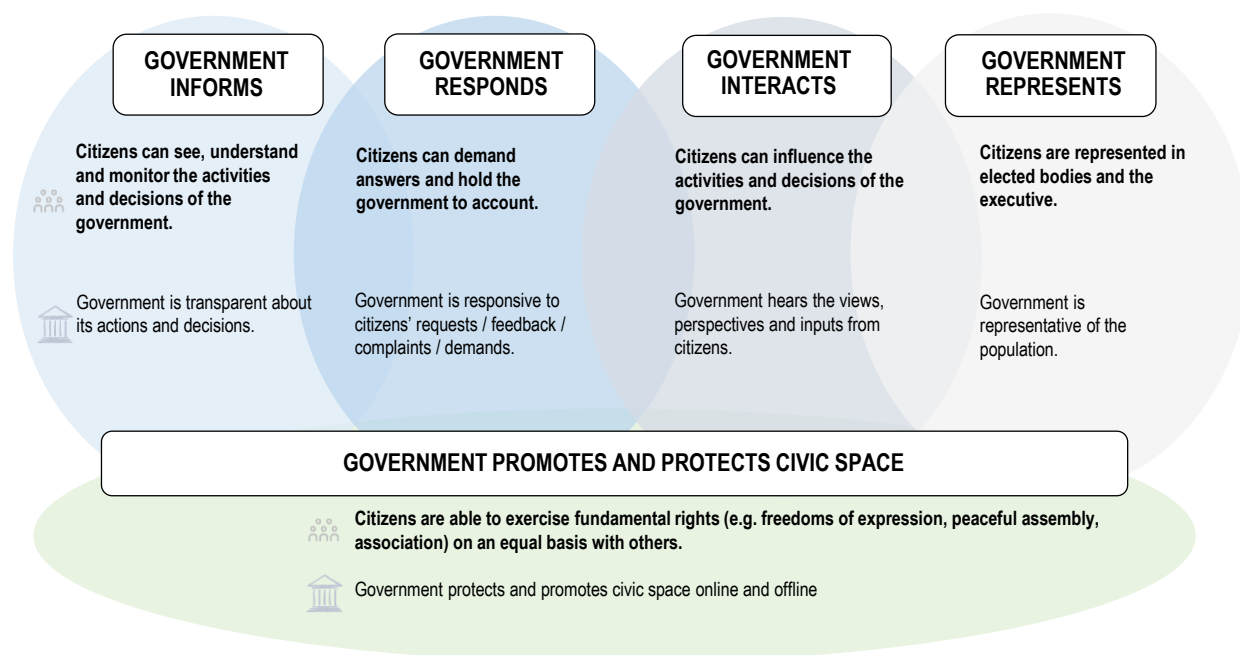 GOVERNMENT
INFORMS
Citizens can see, understand
and monitor the activities
and decisions of the
government.
Government is transparent about
its actions and decisions.
GOVERNMENT
RESPONDS
Citizens can demand
answers and hold the
government to account.
Government is responsive to
citizens’ requests / feedback /
complaints / demands.
GOVERNMENT
INTERACTS
Citizens can influence the
activities and decisions of the
government.
Government hears the views,
perspectives and inputs from
citizens.
GOVERNMENT
REPRESENTS
Citizens are represented in
elected bodies and the
executive.
Government is
representative of the
population.
GOVERNMENT PROMOTES AND PROTECTS CIVIC SPACE
Citizens are able to exercise fundamental rights (e.g. freedoms of expression, peaceful assembly,
association) on an equal basis with others.
Government protects and promotes civic space online and offline